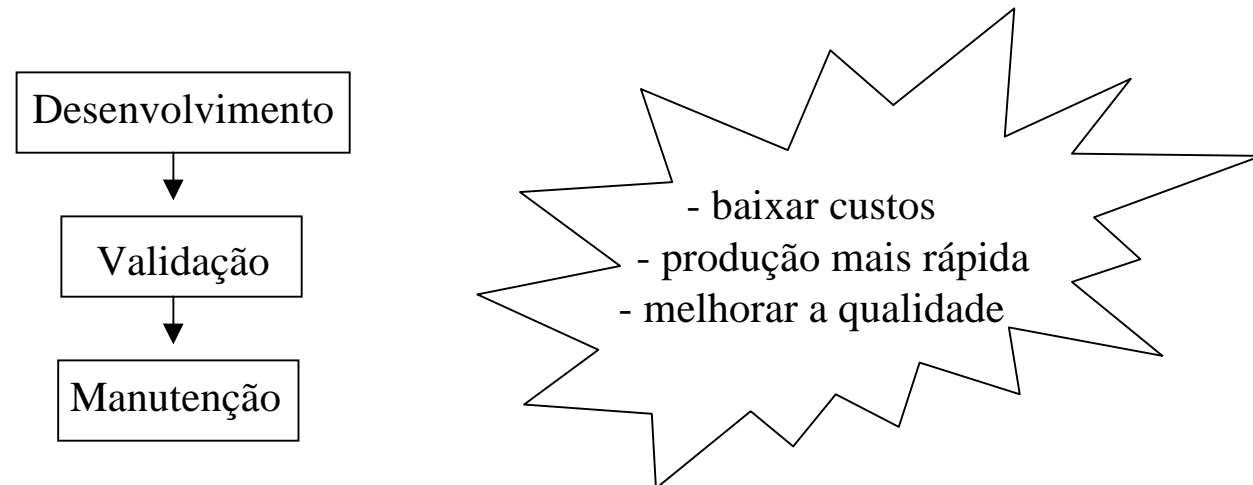 Desenvolvimento
Validação
Manutenção
- baixar custos
- produção mais rápida
- melhorar a qualidade